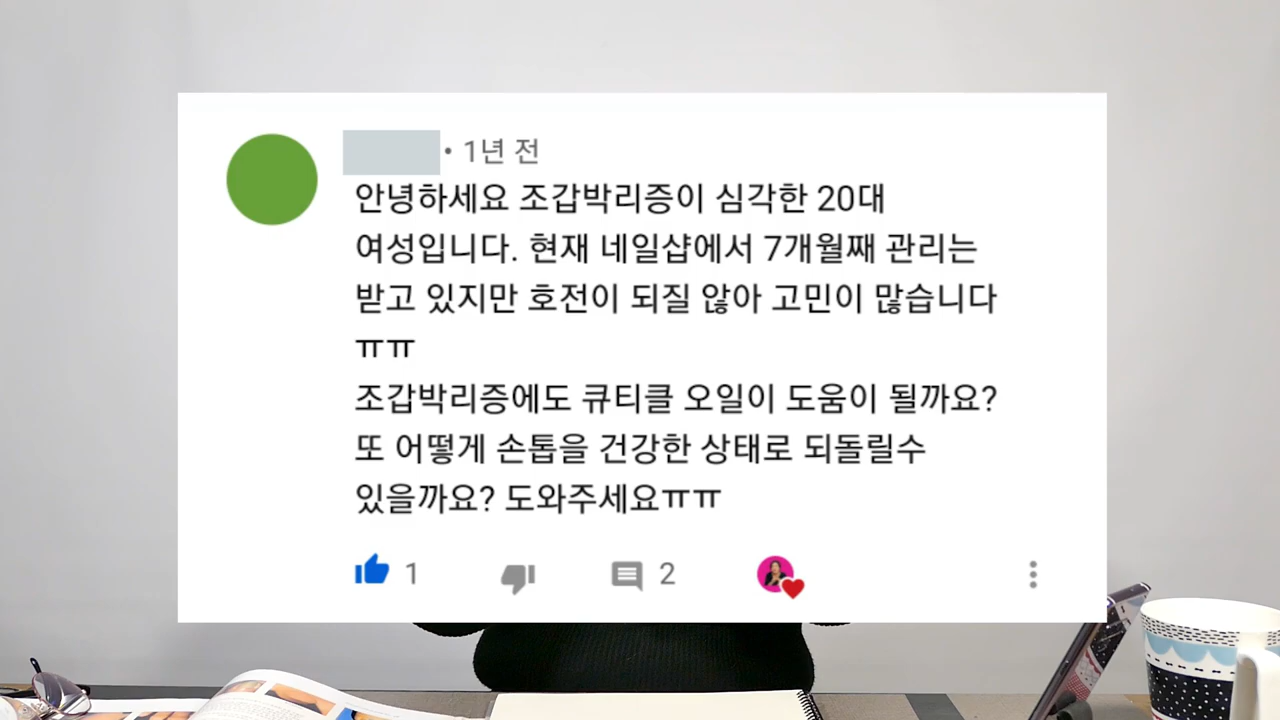 1년 전
안녕하세요 조갑박리증이 심각한 20대
여성입니다. 현재 네일샵에서 7개월째 관리는
받고 있지만 호전이 되질 않아 고민이 많습니다
ㅠㅠ
조갑박리증에도 큐티클 오일이 도움이 될까요?
또 어떻게 손톱을 건강한 상태로 되돌릴수
있을까요? 도와주세요ㅠㅠ
1 2